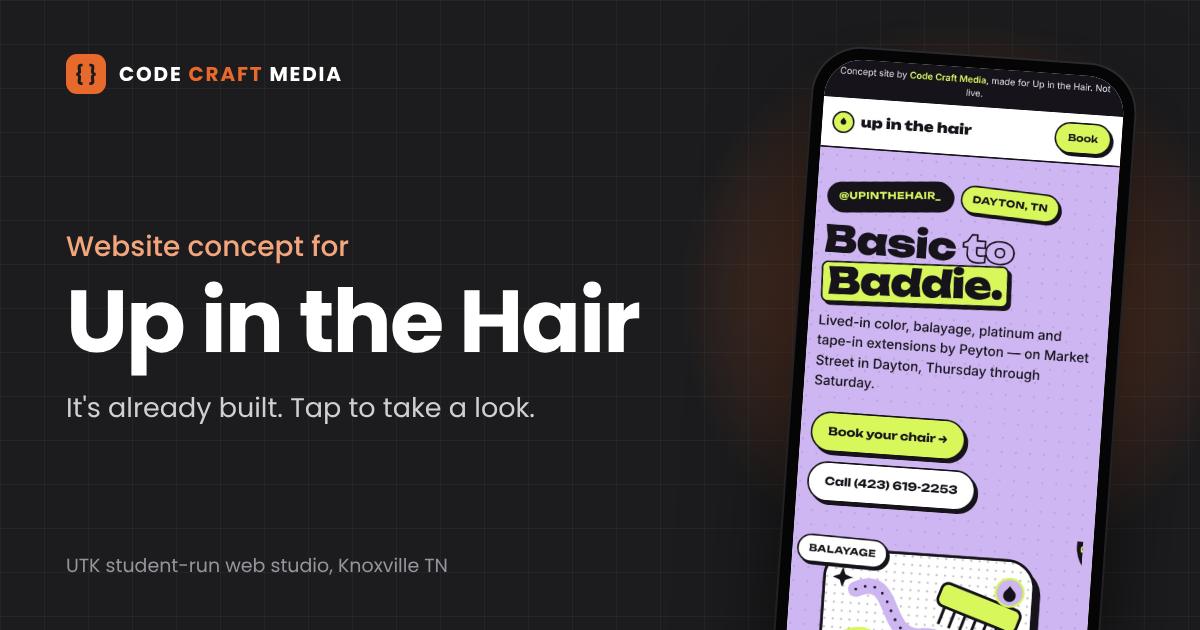 { } CODE CRAFT MEDIA
Website concept for
Up in the Hair
It's already built. Tap to take a look.
UTK student-run web studio, Knoxville TN
Concept site by Code Craft Media, made for Up in the Hair. Not
live.
up in the hair
Book
@UPINTHEHAIR_
DAYTON, TN
Basic to
Baddie.
Lived-in color, balayage, platinum and
tape-in extensions by Peyton — on Market
Street in Dayton, Thursday through
Saturday.
Book your chair →
Call (423) 619-2253
BALAYAGE